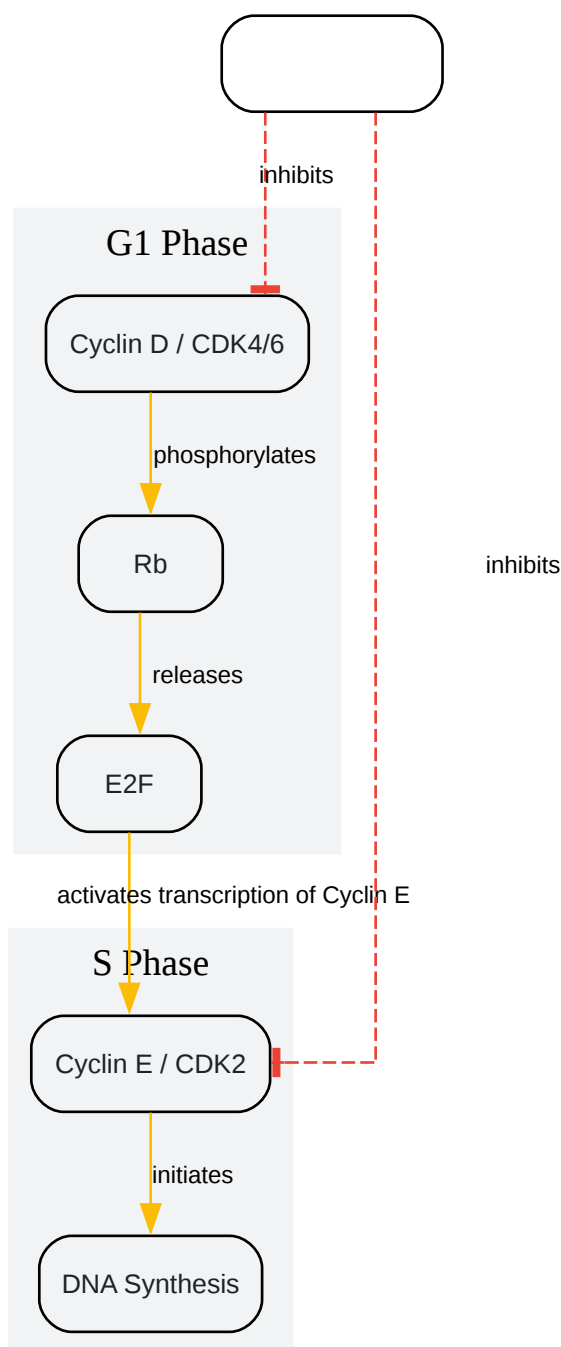 inhibits
G1 Phase
Cyclin D / CDK4/6
phosphorylates
Rb
inhibits
releases
E2F
activates transcription of Cyclin E
S Phase
Cyclin E / CDK2
initiates
DNA Synthesis